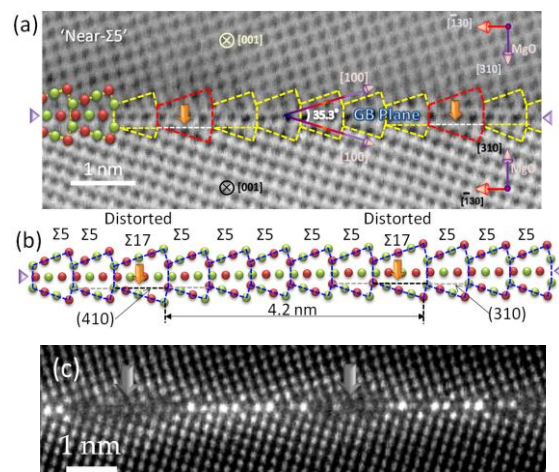 (a)
'Near-Σ5'
[001]
[1̄30]
MgO
[310]
[100]
35.3°
GB Plane
[100]
[310]
1 nm
[001]
MgO
[1̄30]
Distorted Distorted
(b) Σ5 Σ5 Σ17 Σ5 Σ5 Σ5 Σ5 Σ5 Σ17 Σ5 Σ5 Σ5
(410) 4.2 nm (310)
(c)
1 nm